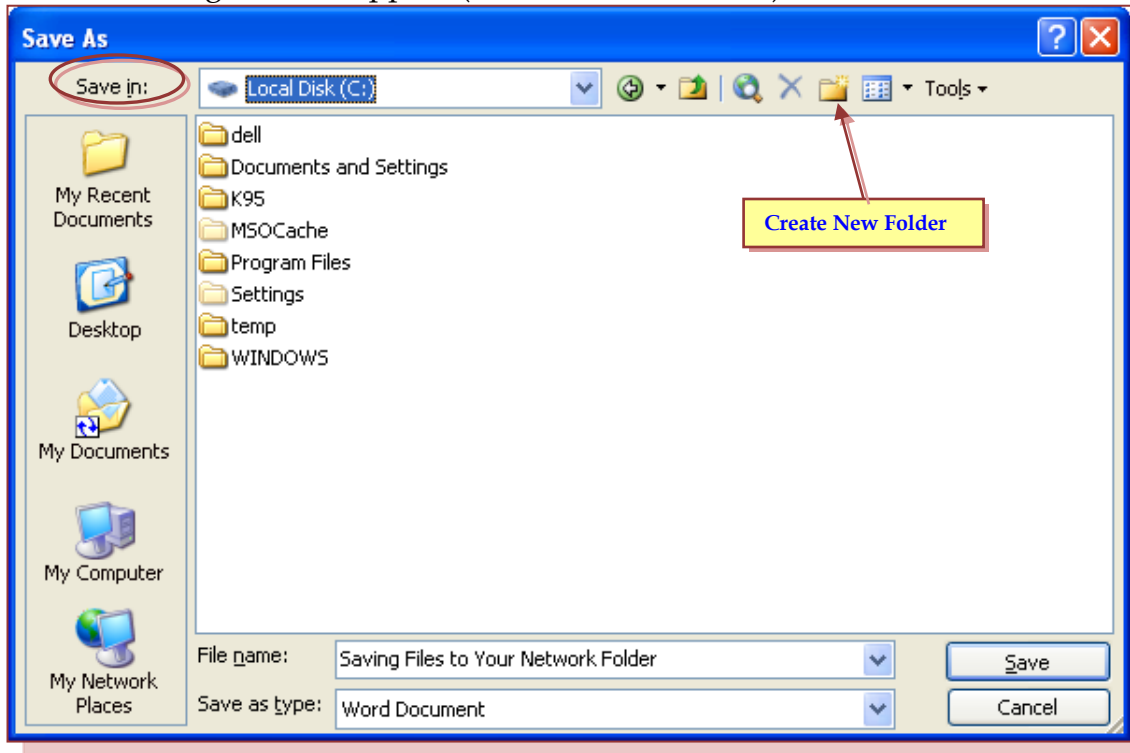 Save As
Save in:
Local Disk (C:)
Tools
My Recent
Documents
Desktop
My Documents
My Computer
My Network
Places
dell
Documents and Settings
K95
MSOCache
Program Files
Settings
temp
WINDOWS
Create New Folder
File name:
Saving Files to Your Network Folder
Save
Save as type:
Word Document
Cancel